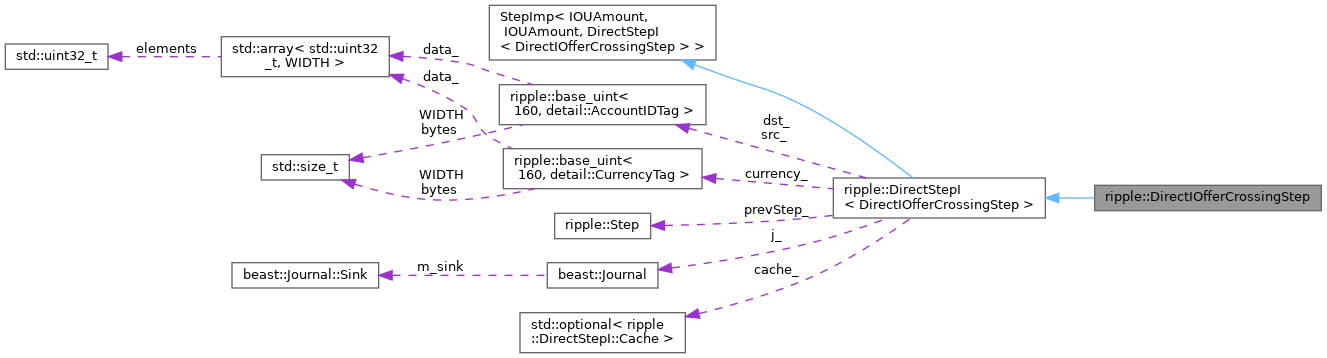 StepImp< IOUAmount,
IOUAmount, DirectStepI
< DirectIOfferCrossingStep > >
std::uint32_t
elements
std::array< std::uint32
_t, WIDTH >
data_
data_
ripple::base_uint<
160, detail::AccountIDTag >
WIDTH
bytes
dst_
src_
std::size_t
ripple::base_uint<
160, detail::CurrencyTag >
WIDTH
bytes
currency_
ripple::DirectStepI
< DirectIOfferCrossingStep >
ripple::DirectIOfferCrossingStep
prevStep_
ripple::Step
j_
beast::Journal::Sink
m_sink
beast::Journal
cache_
std::optional< ripple
::DirectStepI::Cache >